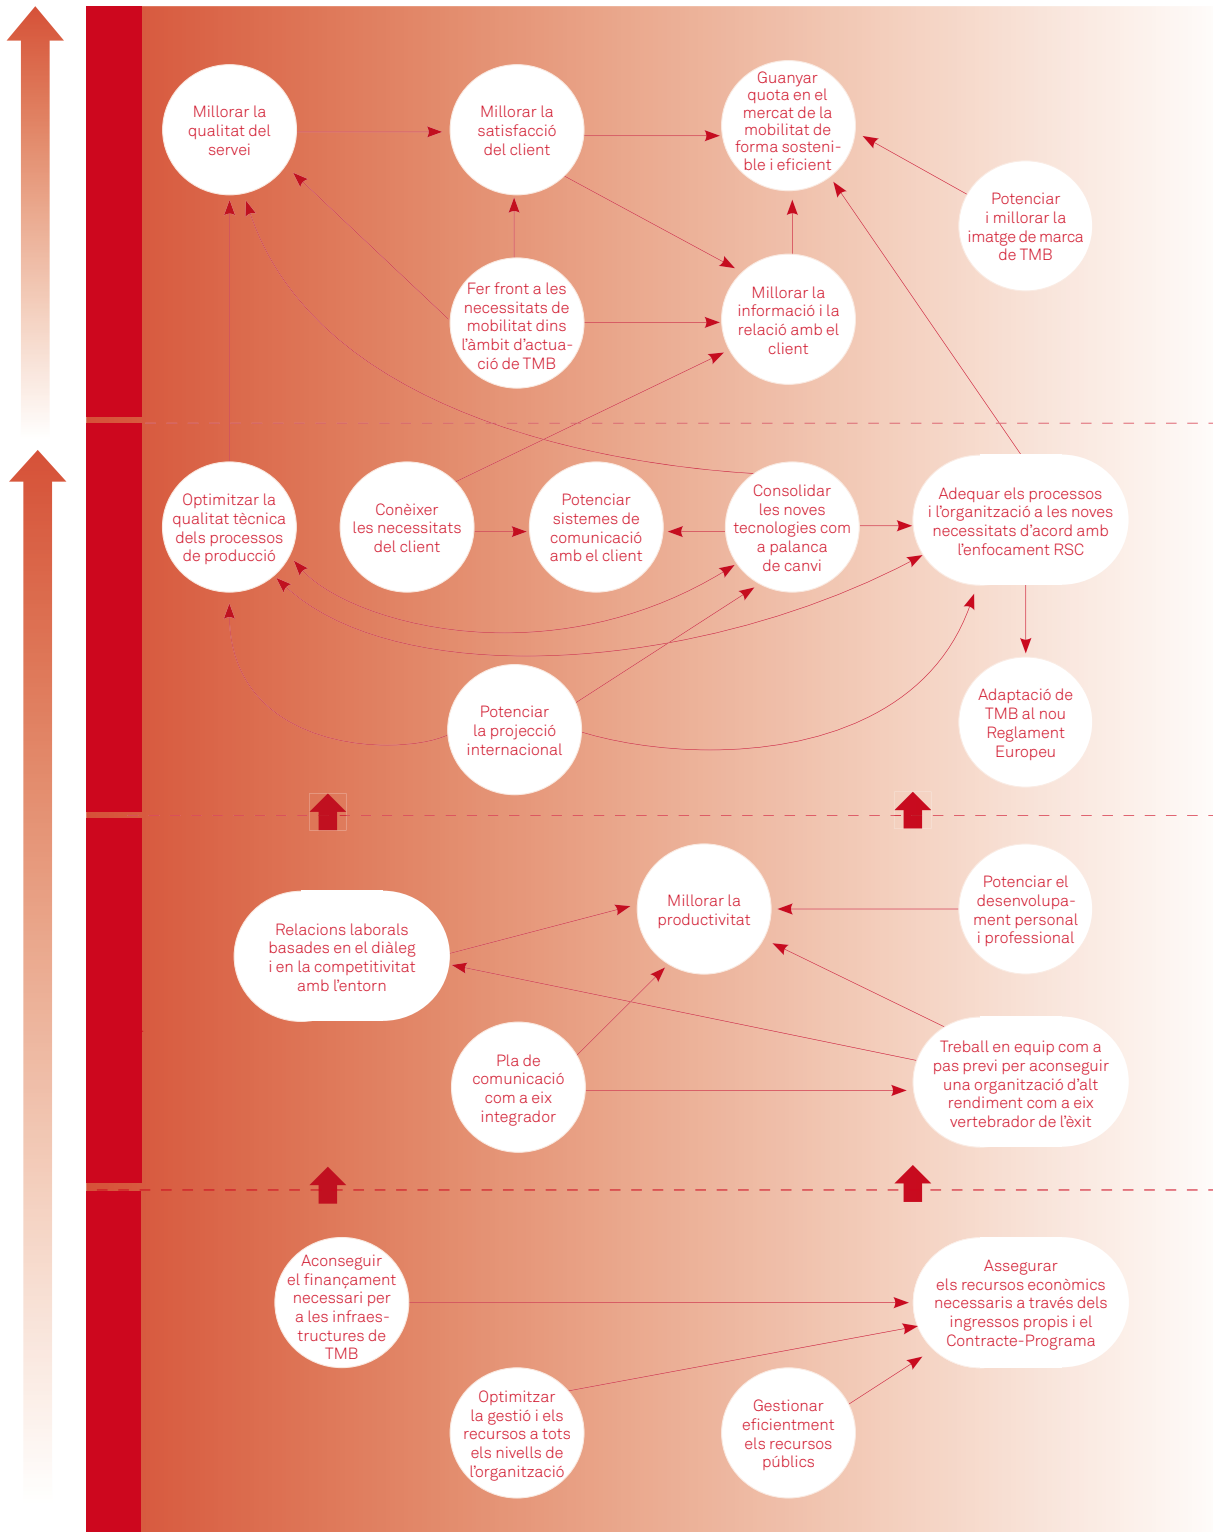 Millorar la
qualitat del
servei
Millorar la
satisfacció
del client
Guanyar
quota en el
mercat de la
mobilitat de
forma sosteni-
ble i eficient
Potenciar
i millorar la
imatge de marca
de TMB
Fer front a les
necessitats de
mobilitat dins
l'àmbit d'actua-
ció de TMB
Millorar la
informació i la
relació amb el
client
Optimitzar la
qualitat tècnica
dels processos
de producció
Conèixer
les necessitats
del client
Potenciar
sistemes de
comunicació
amb el client
Consolidar
les noves
tecnologies com
a palanca
de canvi
Adequar els processos
i l'organització a les noves
necessitats d'acord amb
l'enfocament RSC
Potenciar
la projecció
internacional
Adaptació de
TMB al nou
Reglament
Europeu
Relacions laborals
basades en el diàleg
i en la competitivitat
amb l'entorn
Millorar la
productivitat
Potenciar el
desenvolupa-
ment personal
i professional
Pla de
comunicació
com a eix
integrador
Treball en equip com a
pas previ per aconseguir
una organització d'alt
rendiment com a eix
vertebrador de l'èxit
Aconseguir
el finançament
necessari per
a les infraes-
tructures de
TMB
Assegurar
els recursos econòmics
necessaris a través dels
ingressos propis i el
Contracte-Programa
Optimitzar
la gestió i els
recursos a tots
els nivells de
l'organització
Gestionar
eficientment
els recursos
públics